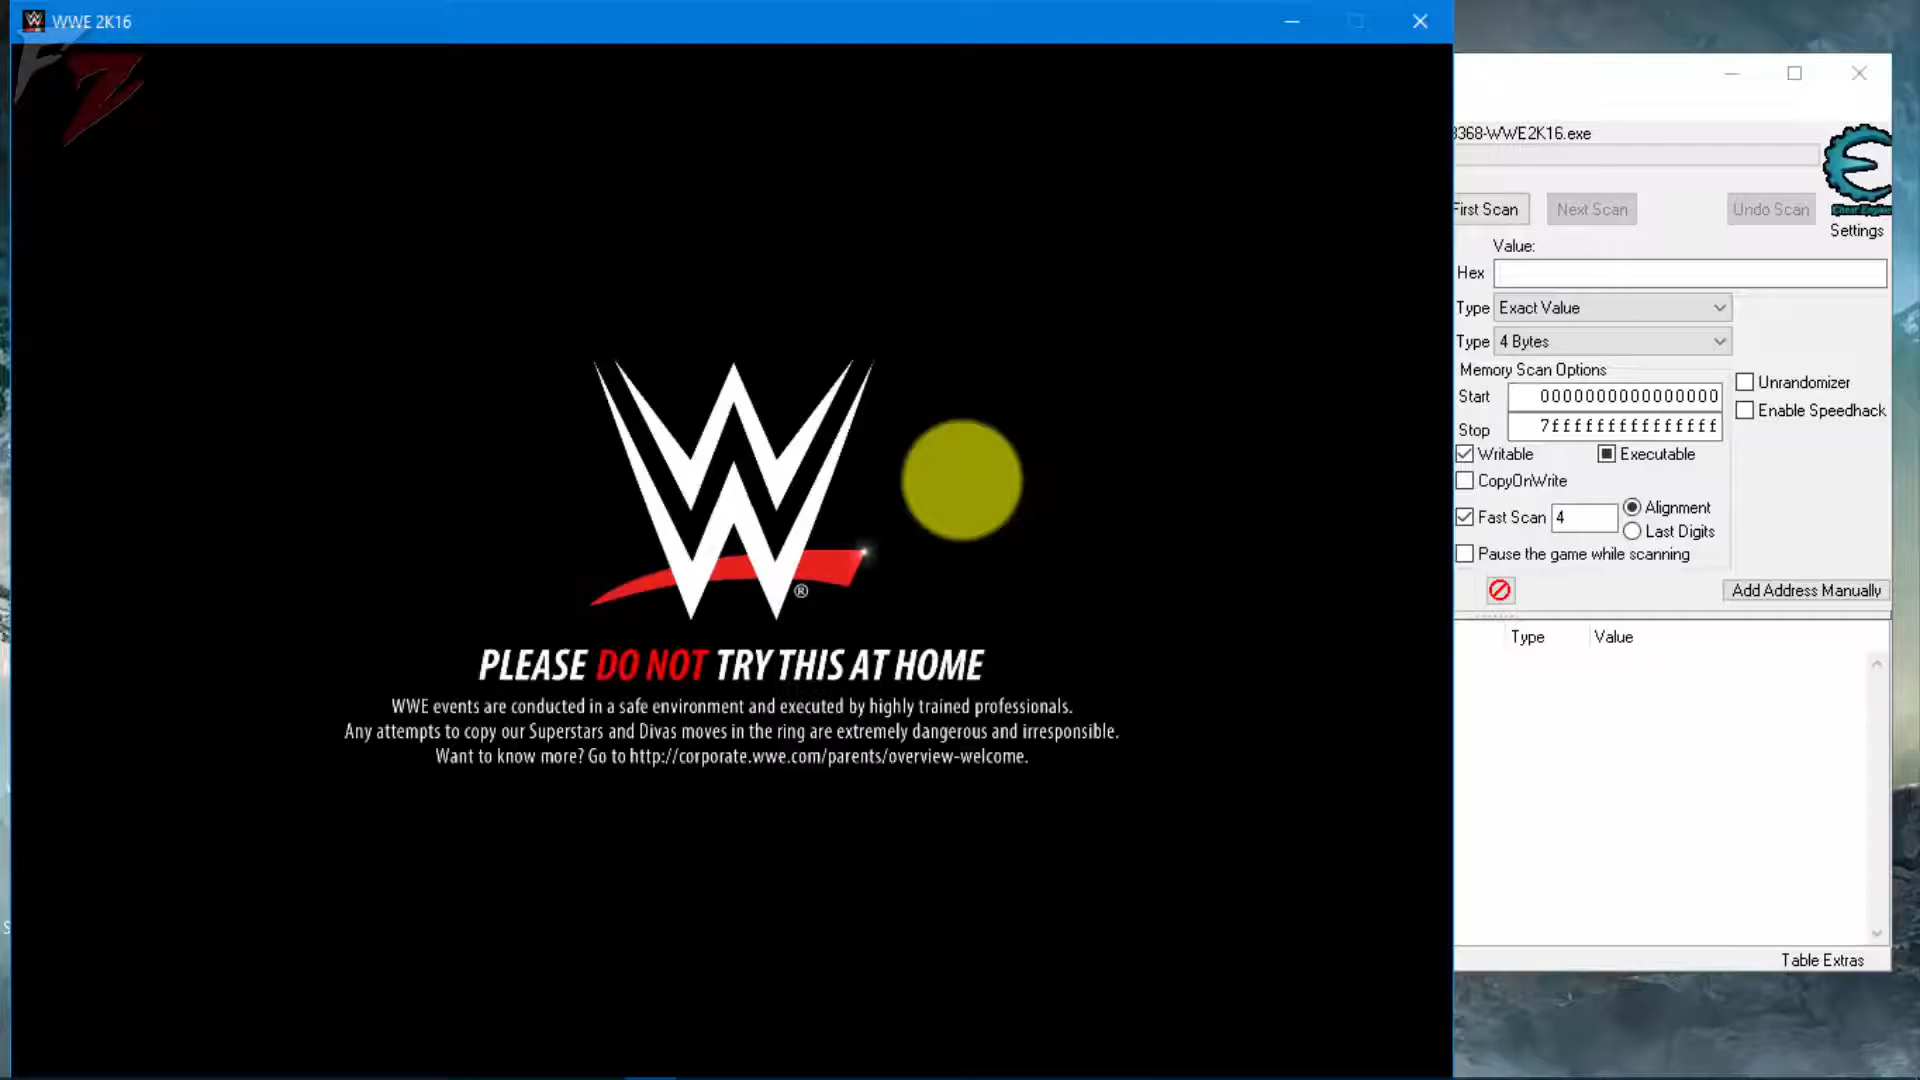 WWE 2K16
FZ
3368-WWE2K16.exe
First Scan
Next Scan
Undo Scan
Cheat Engine
Settings
Value:
Hex
Type
Exact Value
Type
4 Bytes
Memory Scan Options
Start
0000000000000000
Stop
7fffffffffffffff
Unrandomizer
Enable Speedhack
Writable
Executable
CopyOnWrite
Fast Scan
4
Alignment
Last Digits
Pause the game while scanning
Add Address Manually
Type
Value
Table Extras
W
®
PLEASE DO NOT TRY THIS AT HOME
WWE events are conducted in a safe environment and executed by highly trained professionals.
Any attempts to copy our Superstars and Divas moves in the ring are extremely dangerous and irresponsible.
Want to know more? Go to http://corporate.wwe.com/parents/overview-welcome.